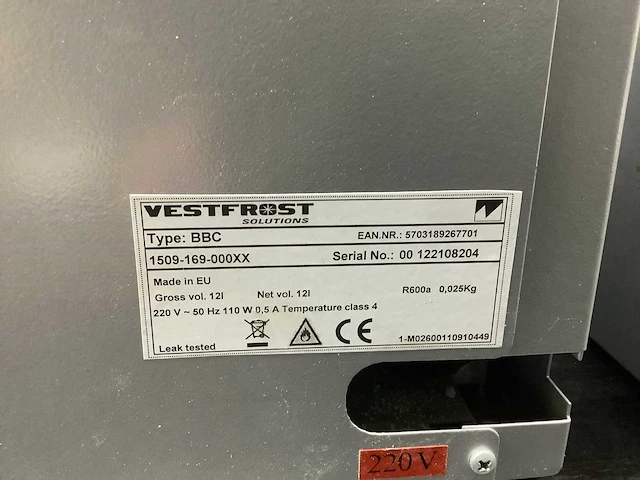 VESTFROST
SOLUTIONS
Type: BBC EAN.NR.: 5703189267701
1509-169-000XX Serial No.: 00 122108204
Made in EU
Gross vol. 12l Net vol. 12l R600a 0,025Kg
220 V ~ 50 Hz 110 W 0,5 A Temperature class 4
Leak tested CE 1-M02600110910449
220V